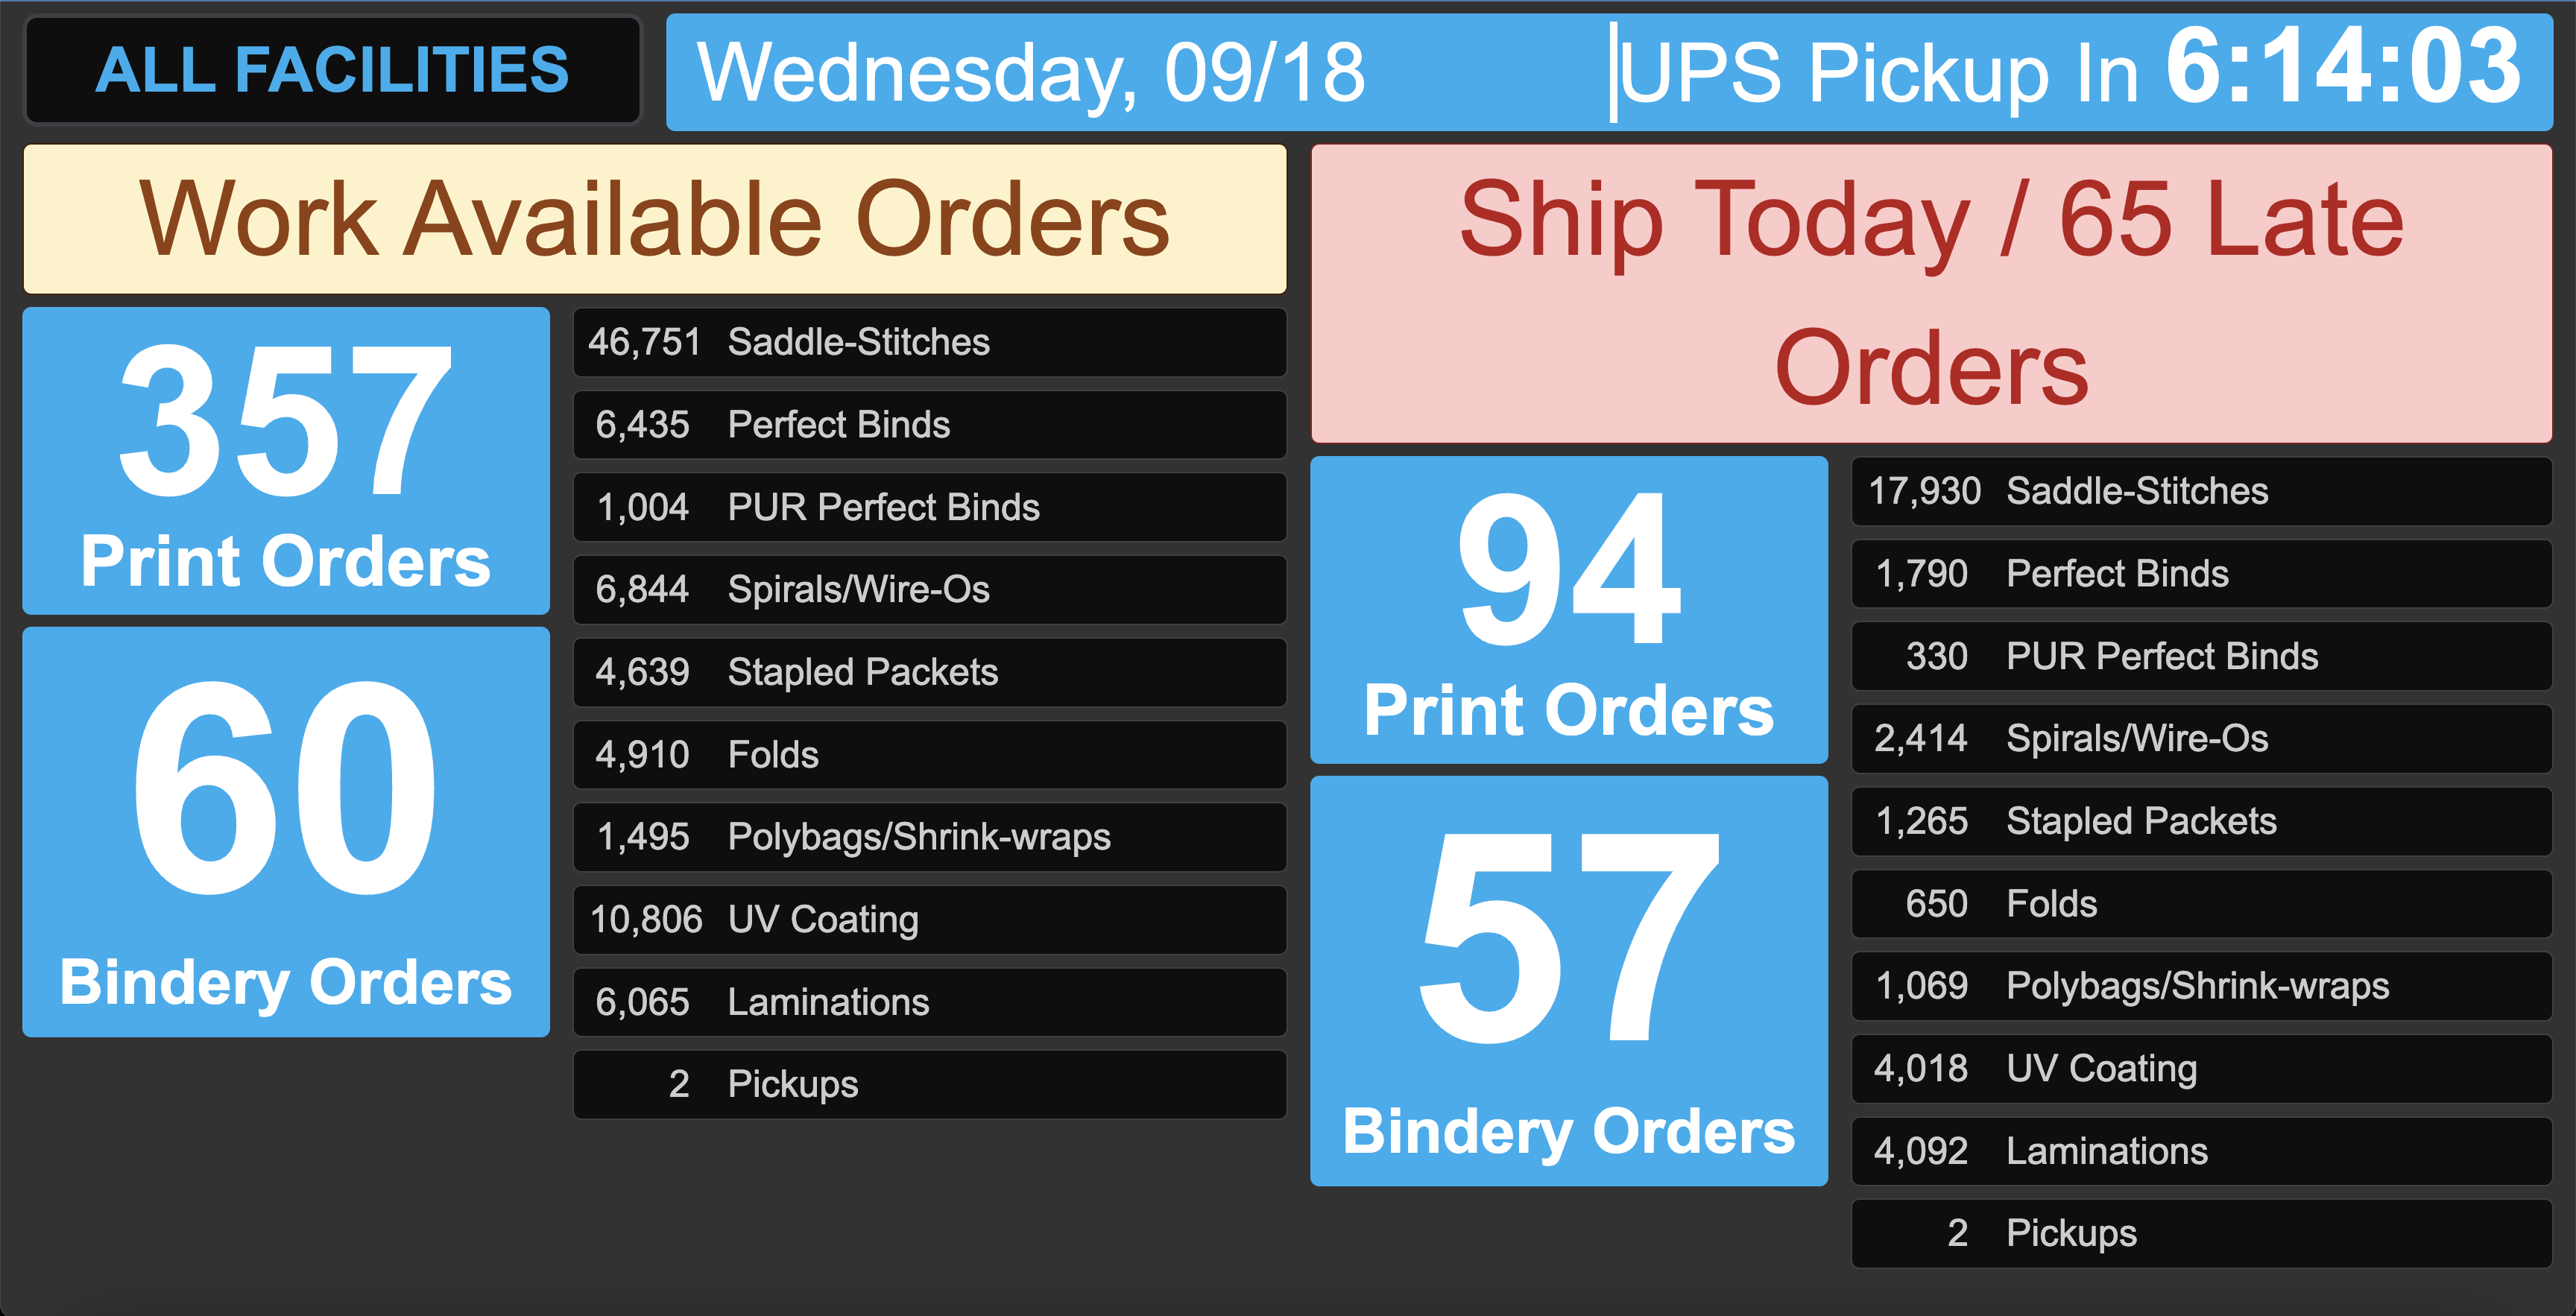 ALL FACILITIES
Wednesday, 09/18
UPS Pickup In 6:14:03
Work Available Orders
357
Print Orders
60
Bindery Orders
46,751 Saddle-Stitches
6,435 Perfect Binds
1,004 PUR Perfect Binds
6,844 Spirals/Wire-Os
4,639 Stapled Packets
4,910 Folds
1,495 Polybags/Shrink-wraps
10,806 UV Coating
6,065 Laminations
2 Pickups
Ship Today / 65 Late
Orders
94
Print Orders
57
Bindery Orders
17,930 Saddle-Stitches
1,790 Perfect Binds
330 PUR Perfect Binds
2,414 Spirals/Wire-Os
1,265 Stapled Packets
650 Folds
1,069 Polybags/Shrink-wraps
4,018 UV Coating
4,092 Laminations
2 Pickups